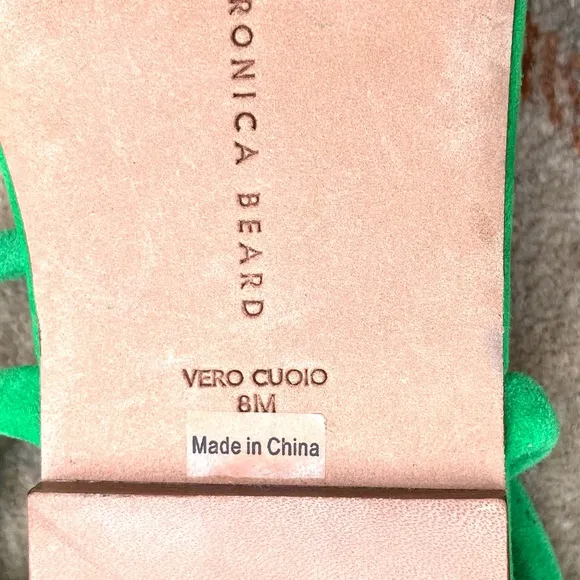 RONICA BEARD
VERO CUOIO
8M
Made in China